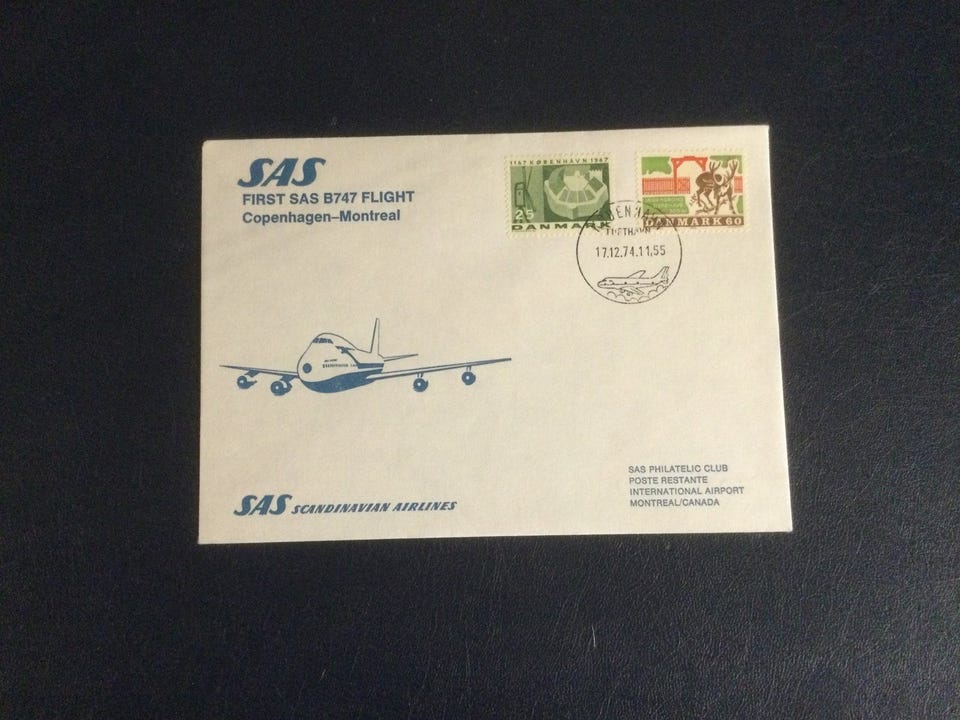 SAS
FIRST SAS B747 FLIGHT
Copenhagen–Montreal
1167 KØBENHAVN 1967
25
DANMARK
DANMARK 60
LUFTHAVN
17.12.74.11.55
SAS SCANDINAVIAN AIRLINES
SAS PHILATELIC CLUB
POSTE RESTANTE
INTERNATIONAL AIRPORT
MONTREAL/CANADA